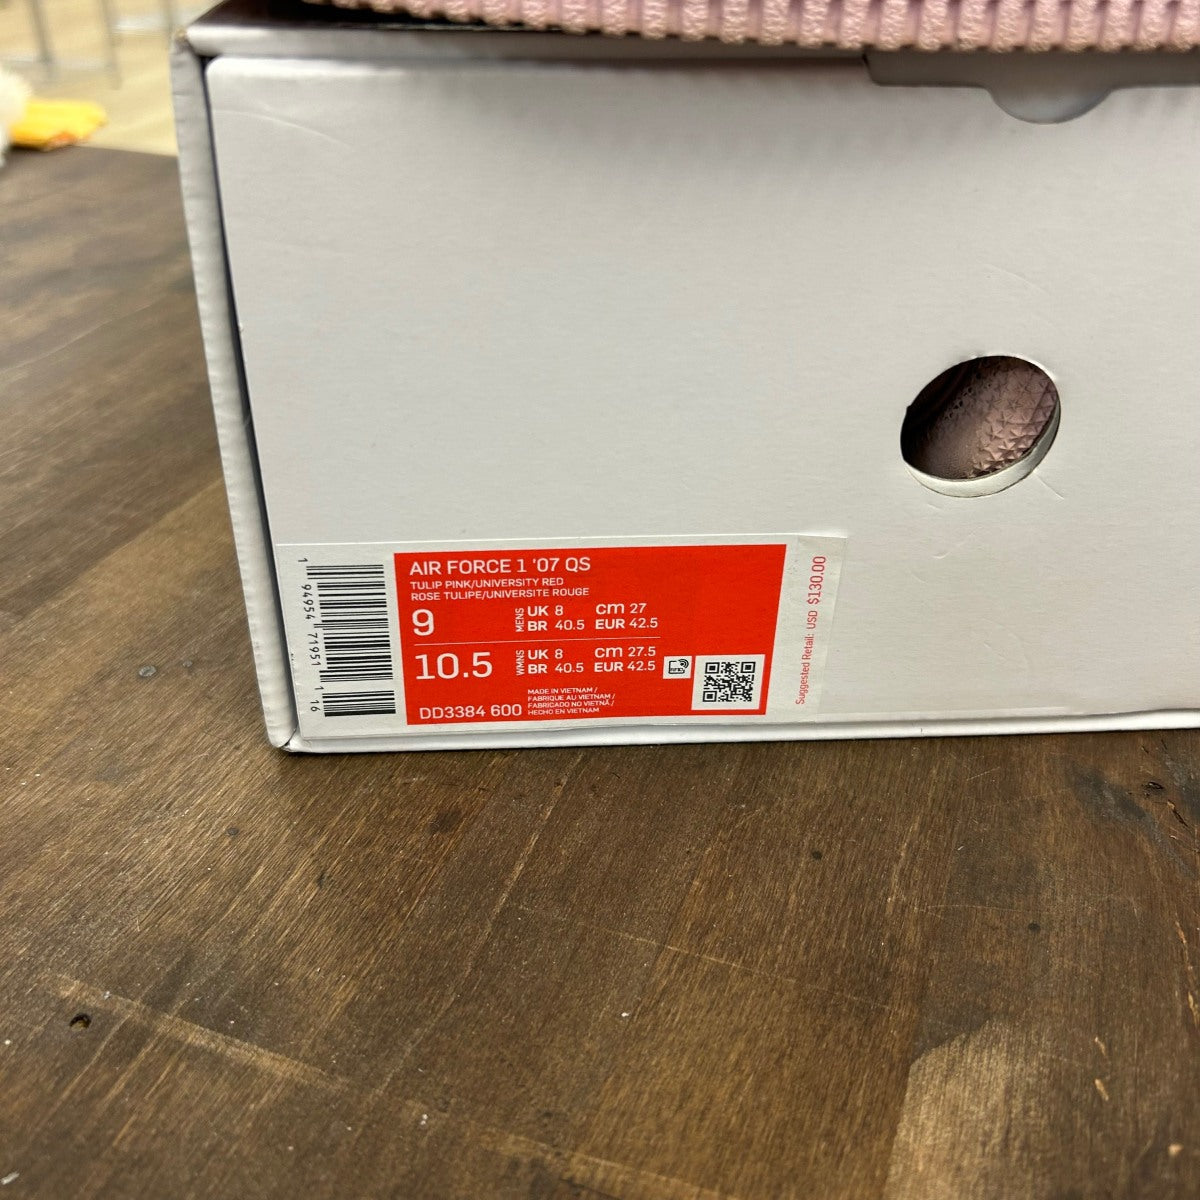 AIR FORCE 1 '07 QS
TULIP PINK/UNIVERSITY RED
ROSE TULIPE/UNIVERSITE ROUGE
9 MENS UK 8 cm 27
BR 40.5 EUR 42.5
10.5 WMNS UK 8 cm 27.5
BR 40.5 EUR 42.5
DD3384 600
MADE IN VIETNAM /
FABRIQUE AU VIETNAM /
FABRICADO NO VIETNÃ /
HECHO EN VIETNAM
1 94954 71951 16
Suggested Retail: USD $130.00